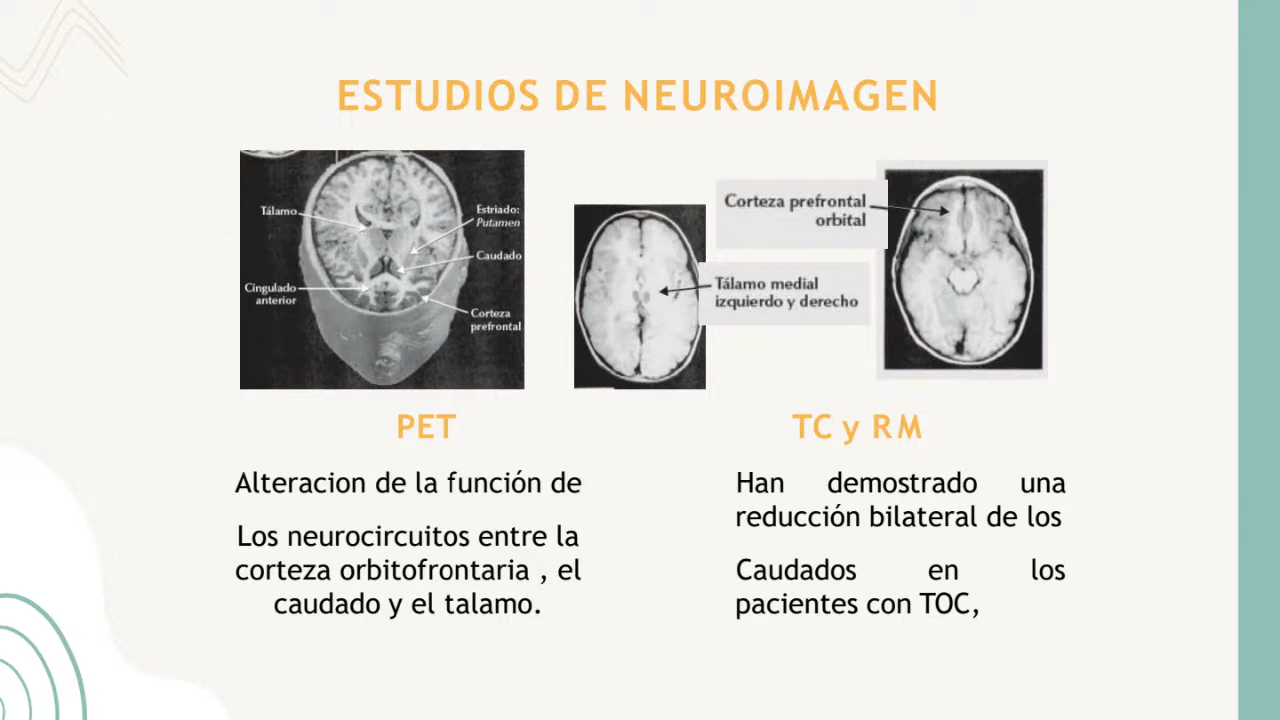 ESTUDIOS DE NEUROIMAGEN
Tálamo
Estriado:
Putamen
Caudado
Cingulado
anterior
Corteza
prefrontal
Corteza prefrontal
orbital
Tálamo medial
izquierdo y derecho
PET
Alteracion de la función de
Los neurocircuitos entre la
corteza orbitofrontaria , el
caudado y el talamo.
TC y RM
Han demostrado una
reducción bilateral de los
Caudados en los
pacientes con TOC,